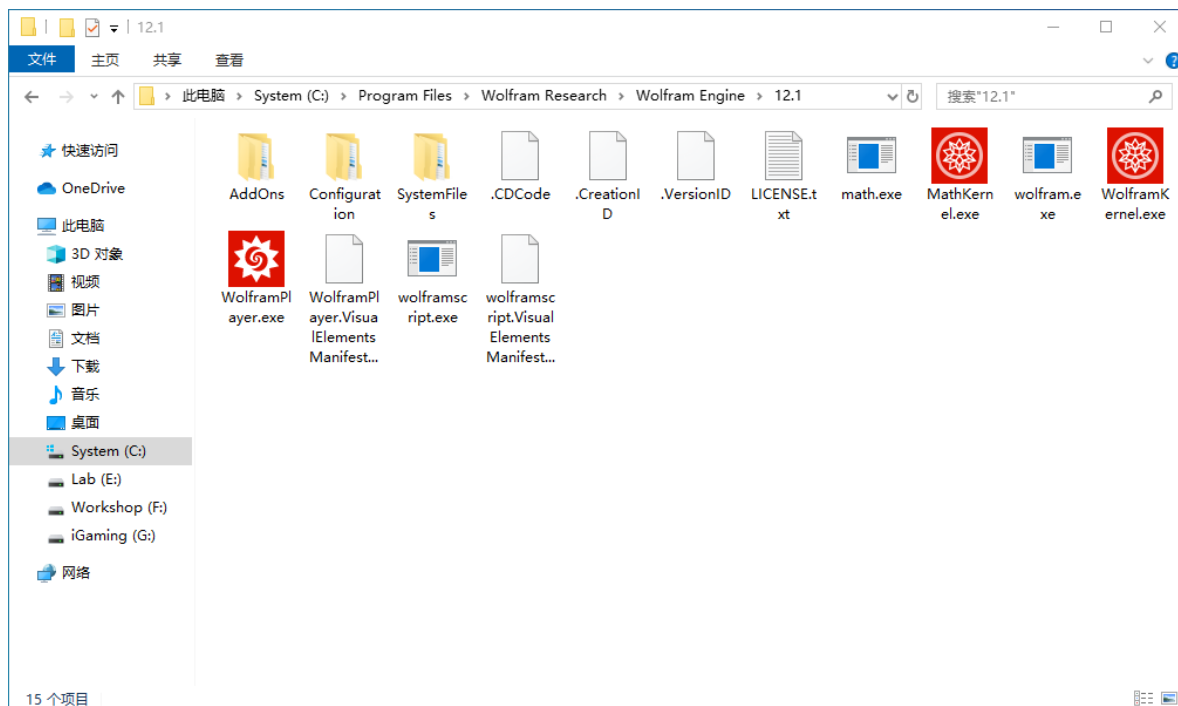 12.1
文件 主页 共享 查看
此电脑 System (C:) Program Files Wolfram Research Wolfram Engine 12.1 搜索"12.1"
快速访问
OneDrive
此电脑
3D 对象
视频
图片
文档
下载
音乐
桌面
System (C:)
Lab (E:)
Workshop (F:)
iGaming (G:)
网络
AddOns
Configurat
ion
SystemFile
s
.CDCode
.CreationI
D
.VersionID
LICENSE.t
xt
math.exe
MathKern
el.exe
wolfram.e
xe
WolframK
ernel.exe
WolframPl
ayer.exe
WolframPl
ayer.Visua
lElements
Manifest...
wolframsc
ript.exe
wolframsc
ript.Visual
Elements
Manifest...
15 个项目